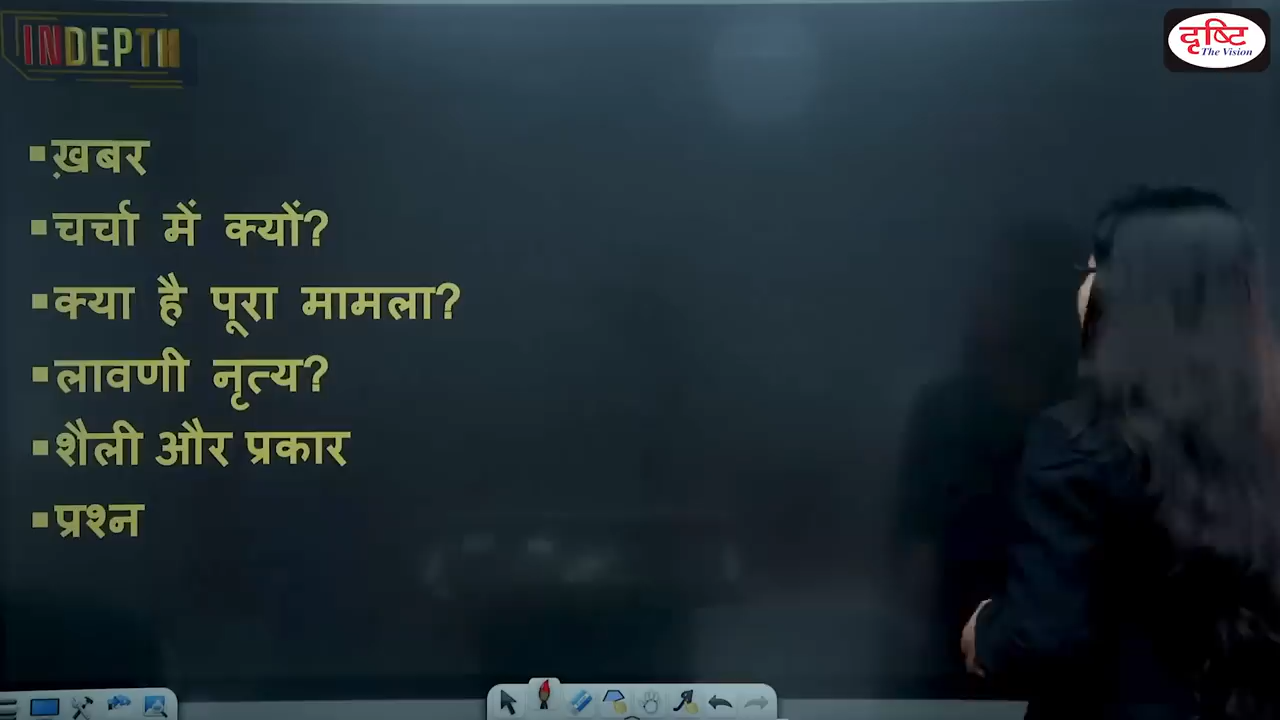 INDEPTH
दृष्टि
The Vision
▪ख़बर
▪चर्चा में क्यों?
▪क्या है पूरा मामला?
▪लावणी नृत्य?
▪शैली और प्रकार
▪प्रश्न